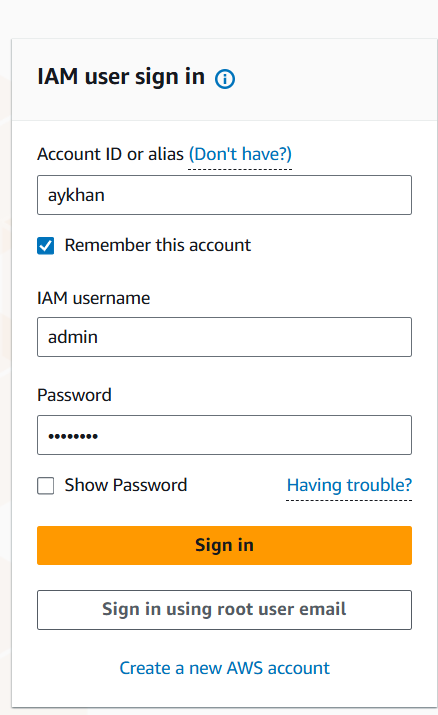 IAM user sign in
Account ID or alias (Don't have?)
aykhan
Remember this account
IAM username
admin
Password
••••••••
Show Password
Having trouble?
Sign in
Sign in using root user email
Create a new AWS account